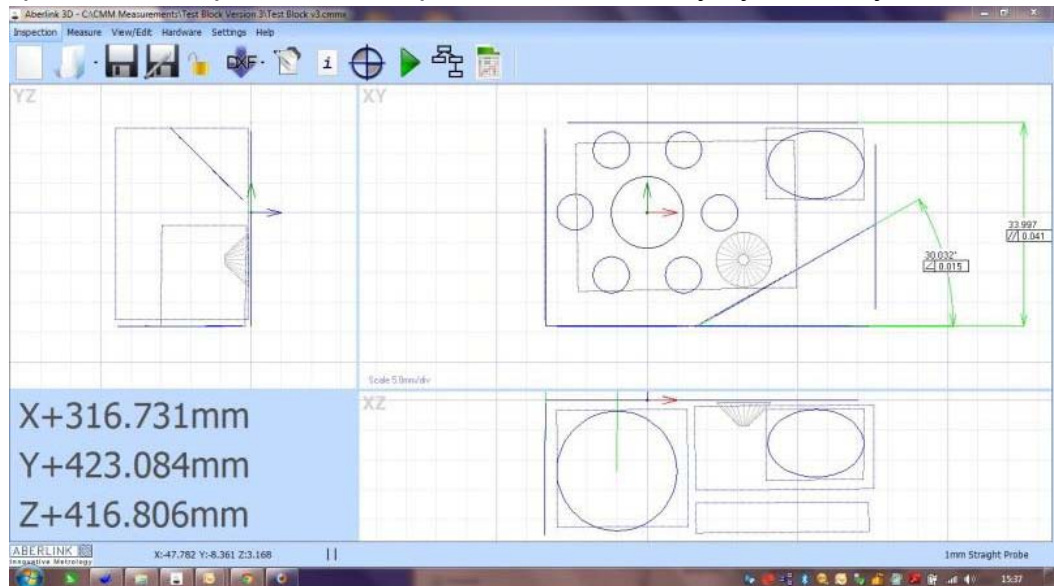 Aberlink 3D - C:\CMM Measurements\Test Block Version 3\Test Block v3.cmmx
Inspection Measure View/Edit Hardware Settings Help
DXF
i
YZ
XY
33.997
// 0.041
30.032°
∠ 0.015
Scale 5.0mm/div
XZ
X+316.731mm
Y+423.084mm
Z+416.806mm
ABERLINK 3D
Innovative Metrology
X:-47.782 Y:-8.361 Z:3.168
1mm Straight Probe
15:37